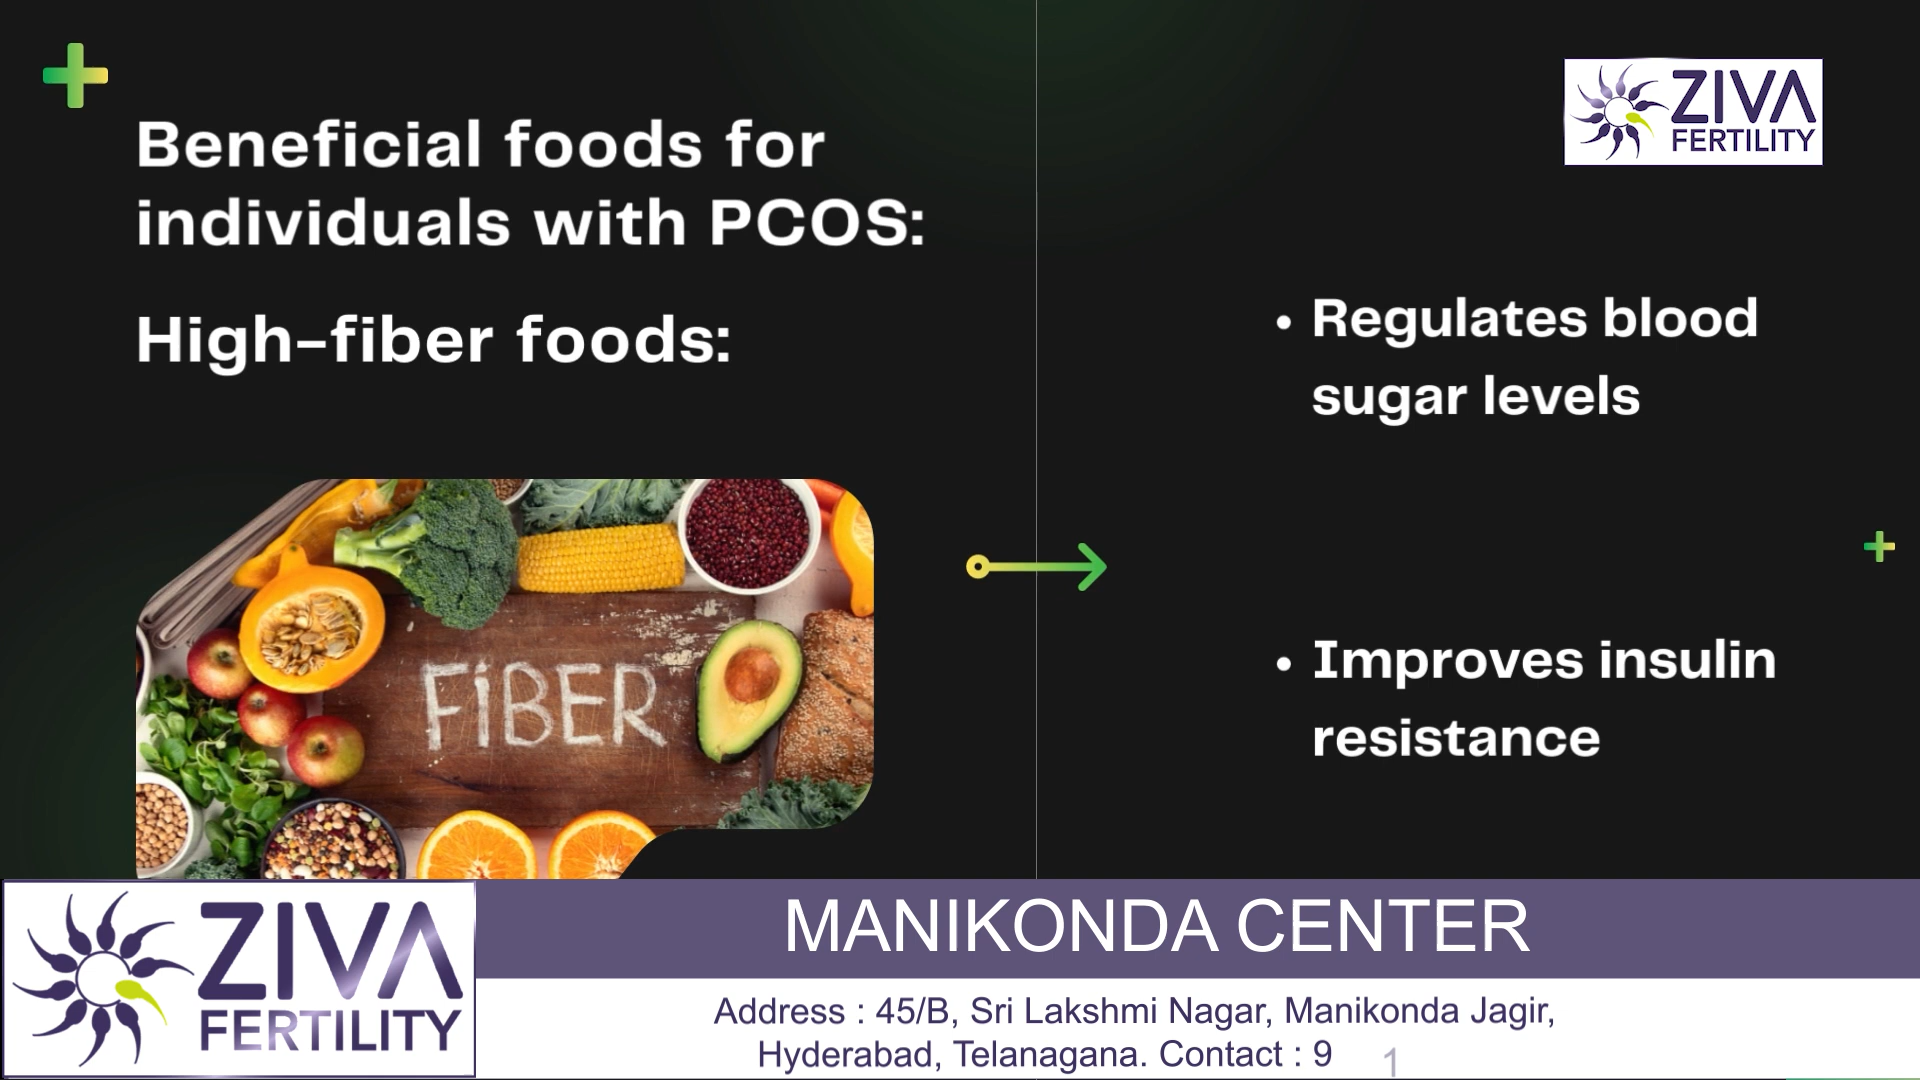 Beneficial foods for
individuals with PCOS:
High-fiber foods:
FiBER
ZIVA
FERTILITY
• Regulates blood
sugar levels
• Improves insulin
resistance
ZIVA
FERTILITY
MANIKONDA CENTER
Address : 45/B, Sri Lakshmi Nagar, Manikonda Jagir,
Hyderabad, Telanagana. Contact : 9 1